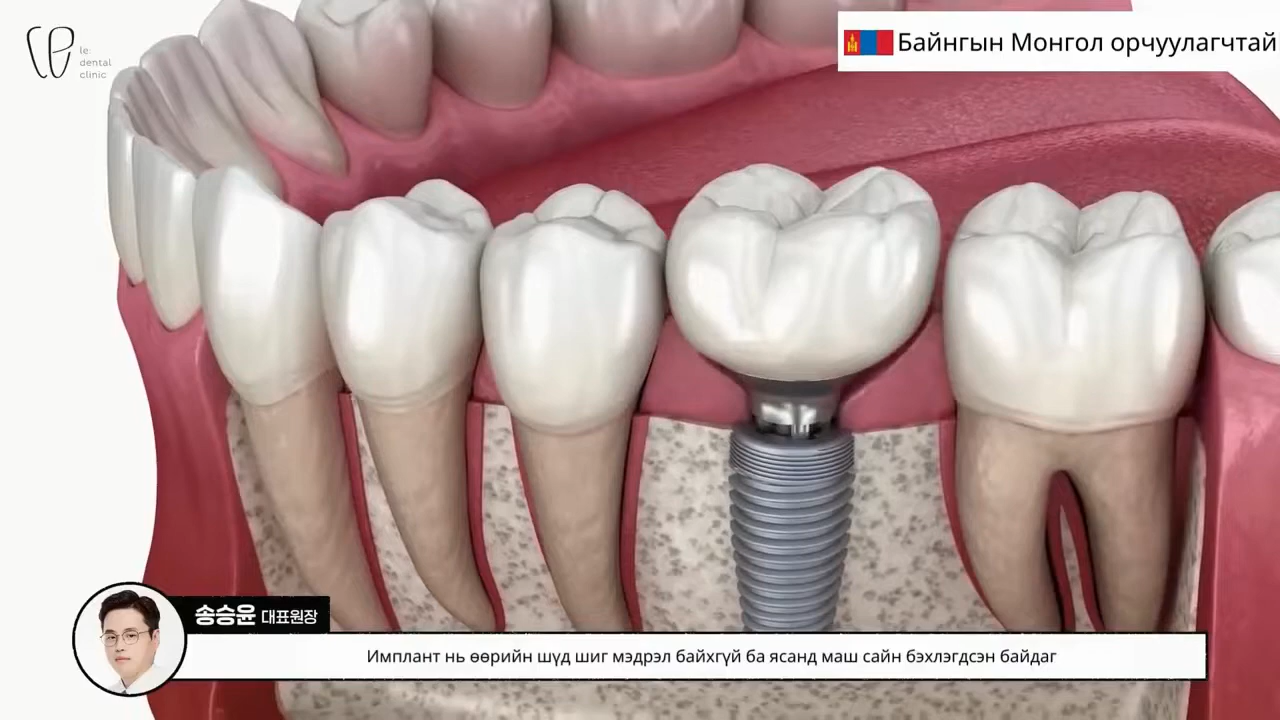 le:
dental
clinic
Байнгын Монгол орчуулагчтай
송승윤 대표원장
Имплант нь өөрийн шүд шиг мэдрэл байхгүй ба ясанд маш сайн бэхлэгдсэн байдаг